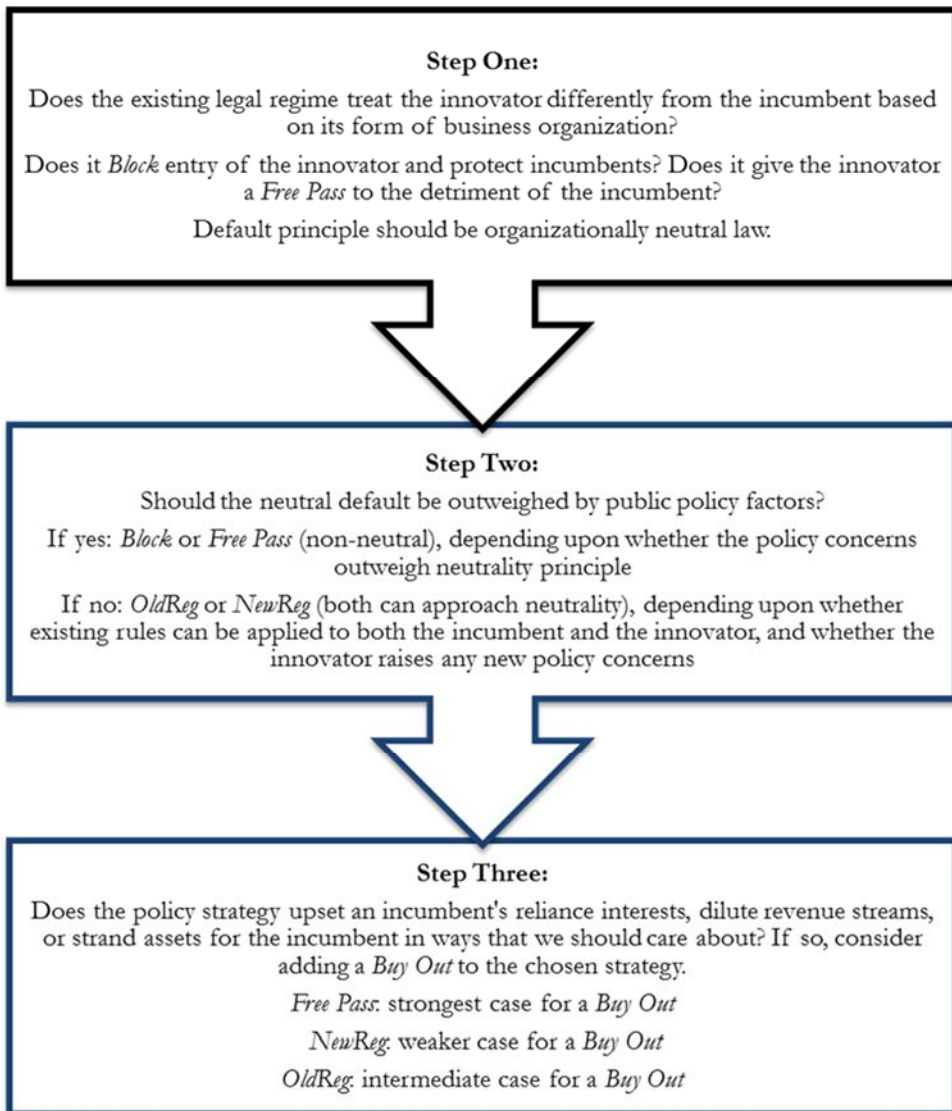 Step One:
Does the existing legal regime treat the innovator differently from the incumbent based
on its form of business organization?
Does it Block entry of the innovator and protect incumbents? Does it give the innovator
a Free Pass to the detriment of the incumbent?
Default principle should be organizationally neutral law.
Step Two:
Should the neutral default be outweighed by public policy factors?
If yes: Block or Free Pass (non-neutral), depending upon whether the policy concerns
outweigh neutrality principle
If no: OldReg or NewReg (both can approach neutrality), depending upon whether
existing rules can be applied to both the incumbent and the innovator, and whether the
innovator raises any new policy concerns
Step Three:
Does the policy strategy upset an incumbent's reliance interests, dilute revenue streams,
or strand assets for the incumbent in ways that we should care about? If so, consider
adding a Buy Out to the chosen strategy.
Free Pass: strongest case for a Buy Out
NewReg: weaker case for a Buy Out
OldReg: intermediate case for a Buy Out